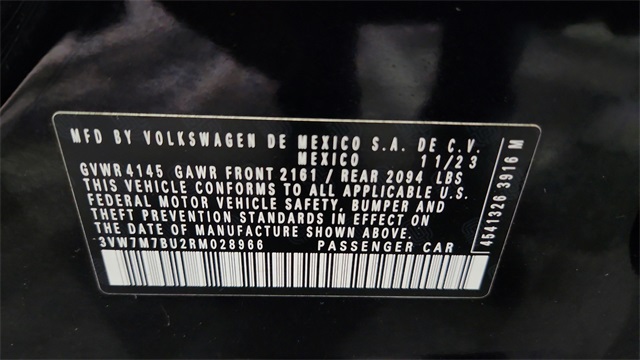 MFD BY VOLKSWAGEN DE MEXICO S.A. DE C.V.
MEXICO 11/23
GVWR 4145 GAWR FRONT 2161 / REAR 2094 LBS
THIS VEHICLE CONFORMS TO ALL APPLICABLE U.S.
FEDERAL MOTOR VEHICLE SAFETY, BUMPER AND
THEFT PREVENTION STANDARDS IN EFFECT ON
THE DATE OF MANUFACTURE SHOWN ABOVE.
3VW7M7BU2RM028966 PASSENGER CAR
4541326 3916 M